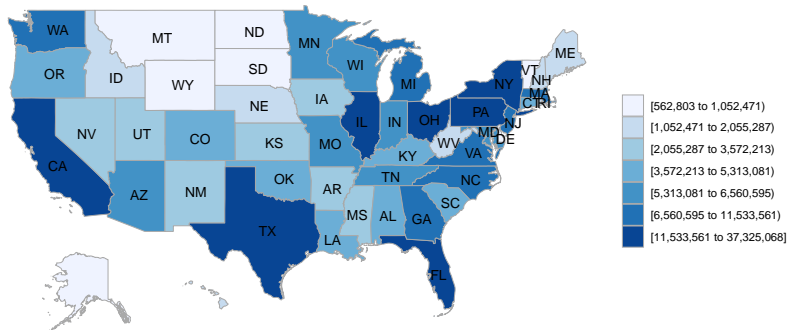 WA
MT
ND
MN
ME
VT
NH
OR
ID
SD
WI
MI
NY
MA
CT
RI
WY
IA
NE
PA
NJ
NV
UT
CO
IL
IN
OH
MD
DE
WV
VA
CA
KS
MO
KY
NC
AZ
NM
OK
AR
TN
SC
MS
AL
GA
TX
LA
FL
[562,803 to 1,052,471)
[1,052,471 to 2,055,287)
[2,055,287 to 3,572,213)
[3,572,213 to 5,313,081)
[5,313,081 to 6,560,595)
[6,560,595 to 11,533,561)
[11,533,561 to 37,325,068]